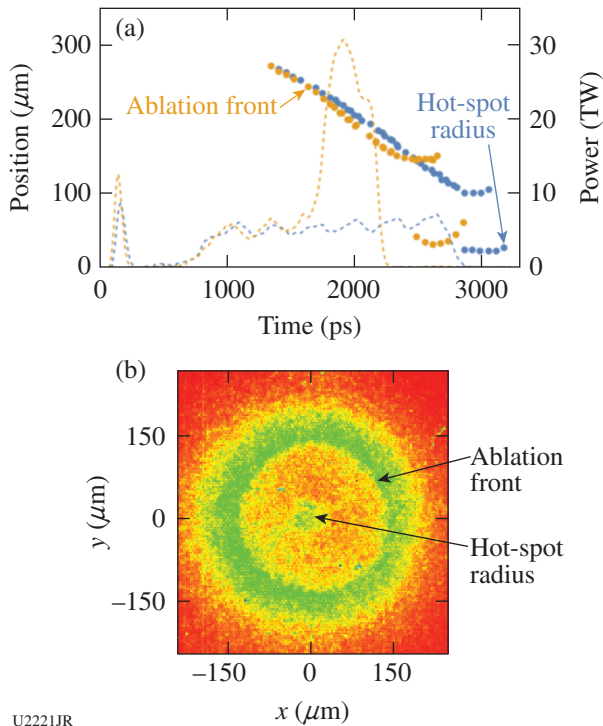 (a)
300
200
100
0
Position (μm)
Ablation front
Hot-spot
radius
30
20
10
0
Power (TW)
0
1000
2000
3000
Time (ps)
(b)
150
0
–150
y (μm)
Ablation
front
Hot-spot
radius
–150
0
150
x (μm)
U2221JR